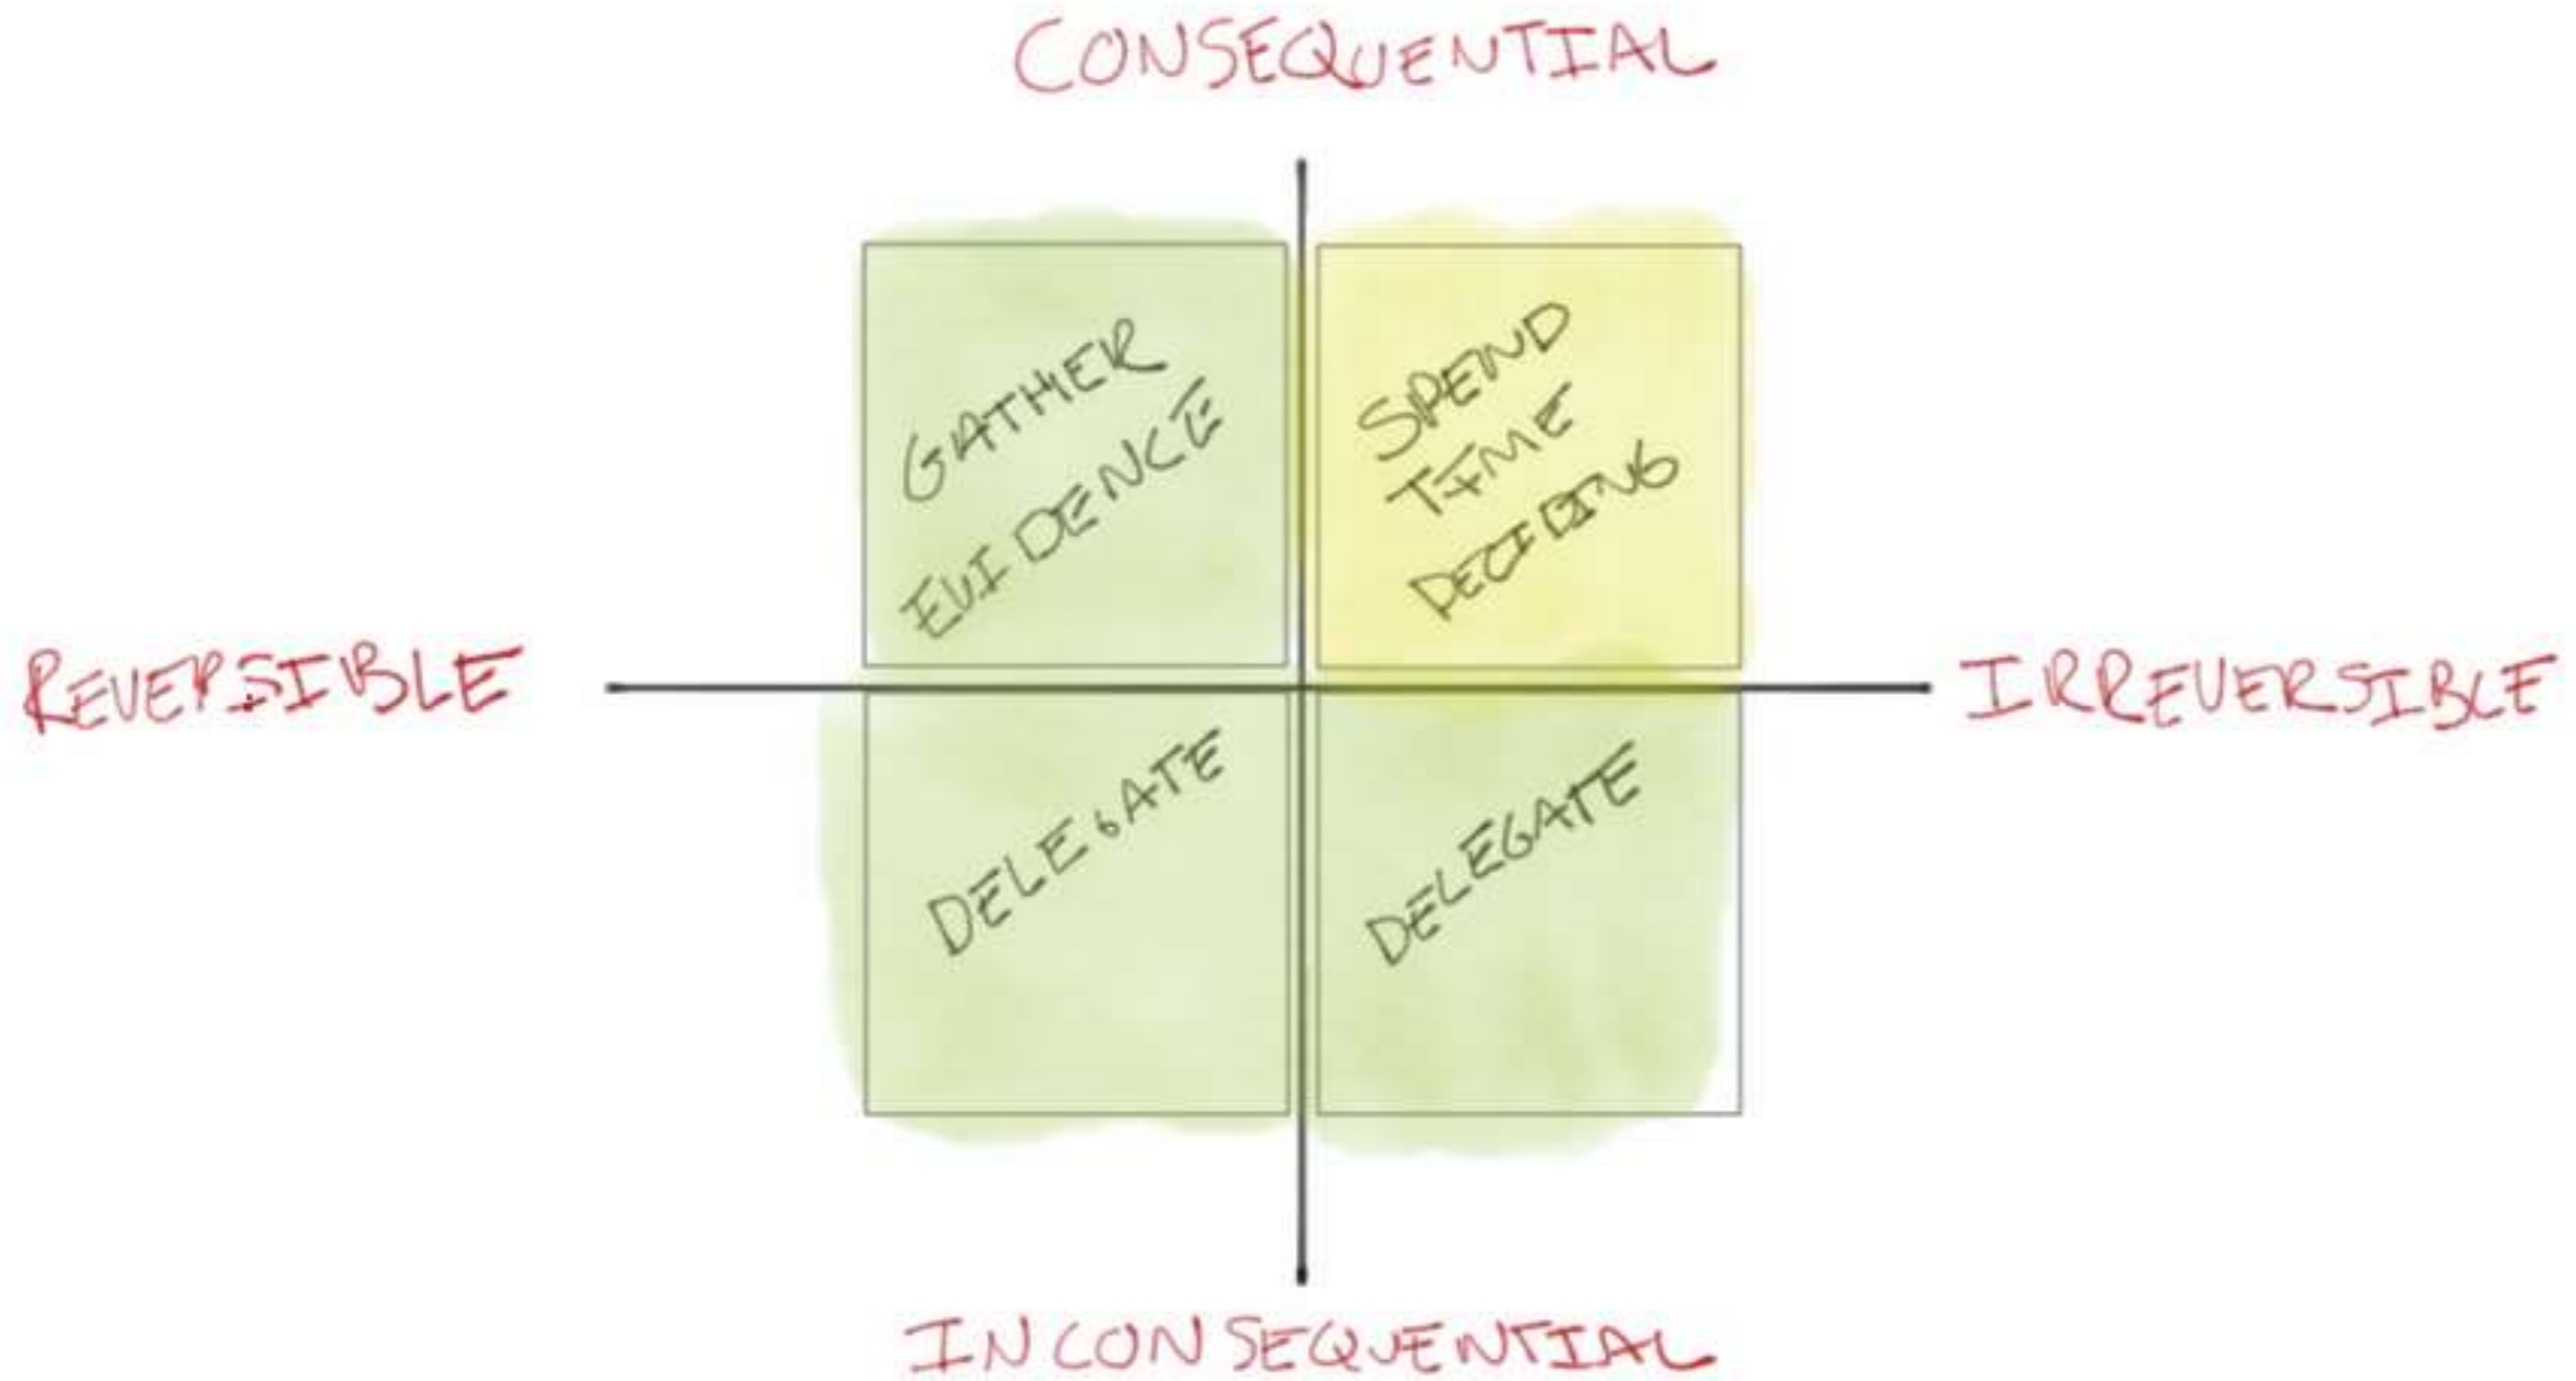 CONSEQUENTIAL
GATHER
EVIDENCE
SPEND
TIME
DECIDING
REVERSIBLE
IRREVERSIBLE
DELEGATE
DELEGATE
INCONSEQUENTIAL